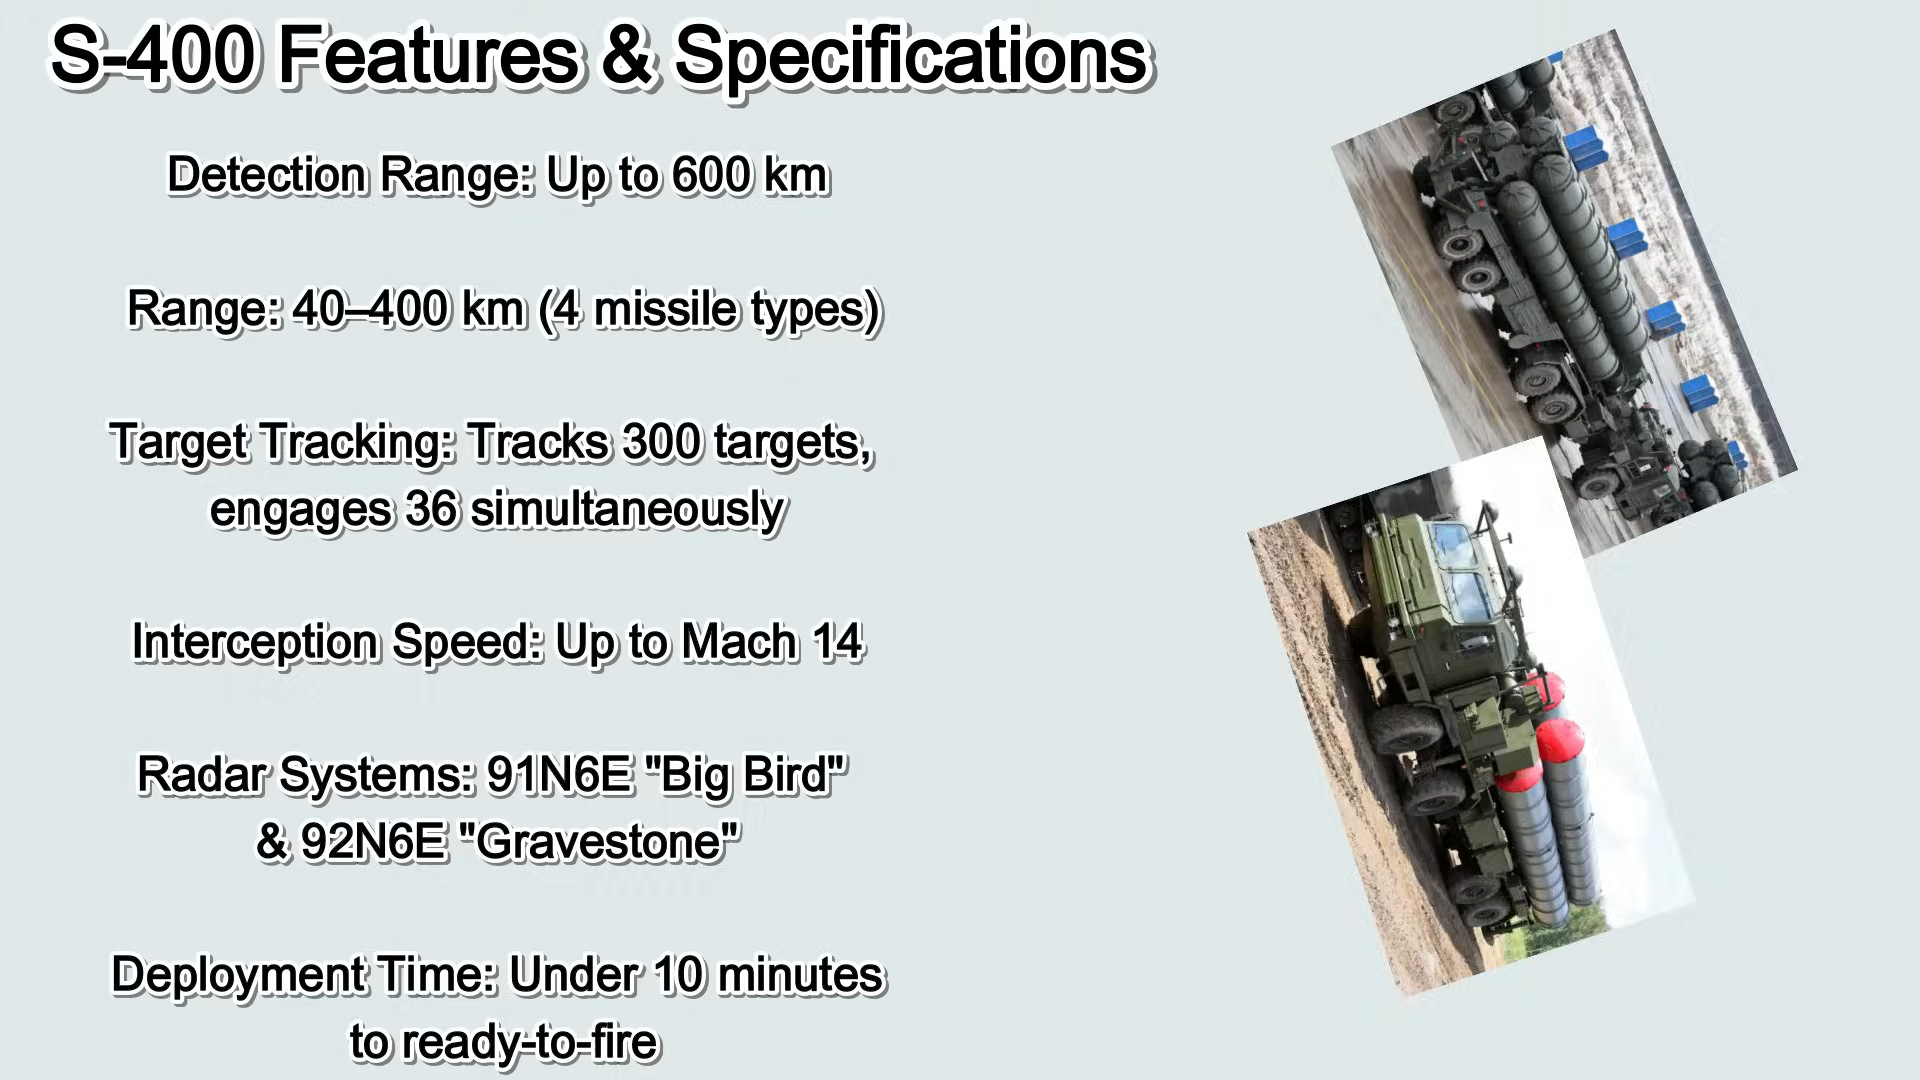 S-400 Features & Specifications
Detection Range: Up to 600 km
Range: 40–400 km (4 missile types)
Target Tracking: Tracks 300 targets,
engages 36 simultaneously
Interception Speed: Up to Mach 14
Radar Systems: 91N6E "Big Bird"
& 92N6E "Gravestone"
Deployment Time: Under 10 minutes
to ready-to-fire